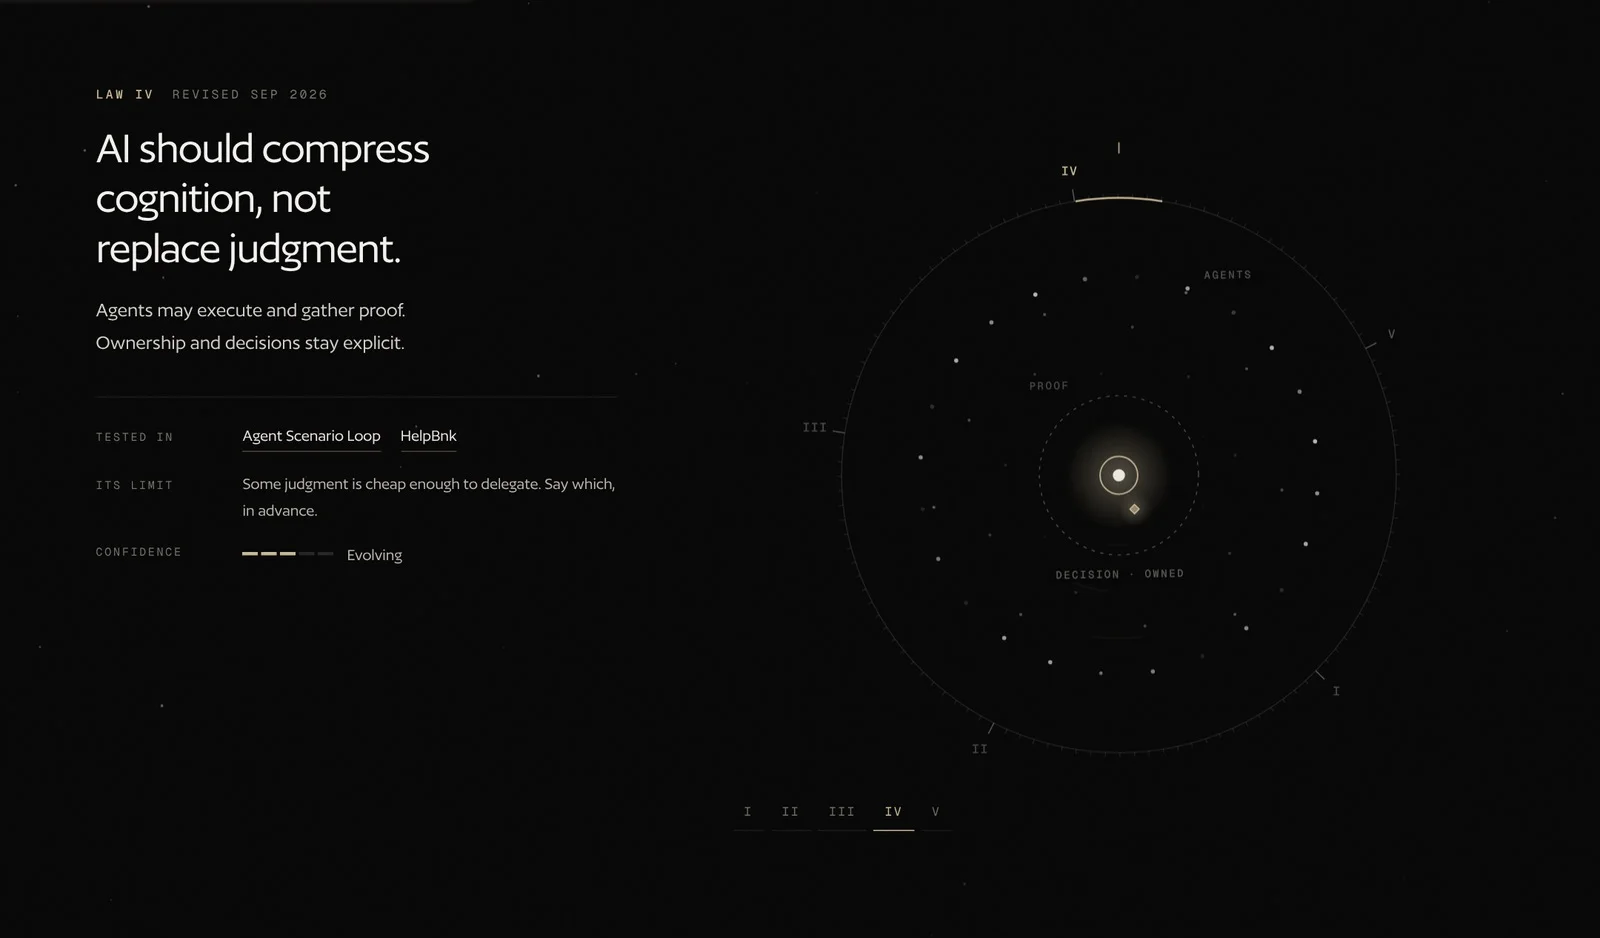 LAW IV REVISED SEP 2026
AI should compress
cognition, not
replace judgment.
Agents may execute and gather proof.
Ownership and decisions stay explicit.
TESTED IN Agent Scenario Loop HelpBnk
ITS LIMIT Some judgment is cheap enough to delegate. Say which,
in advance.
CONFIDENCE Evolving
IV
AGENTS
V
PROOF
III
DECISION · OWNED
I
II
I II III IV V